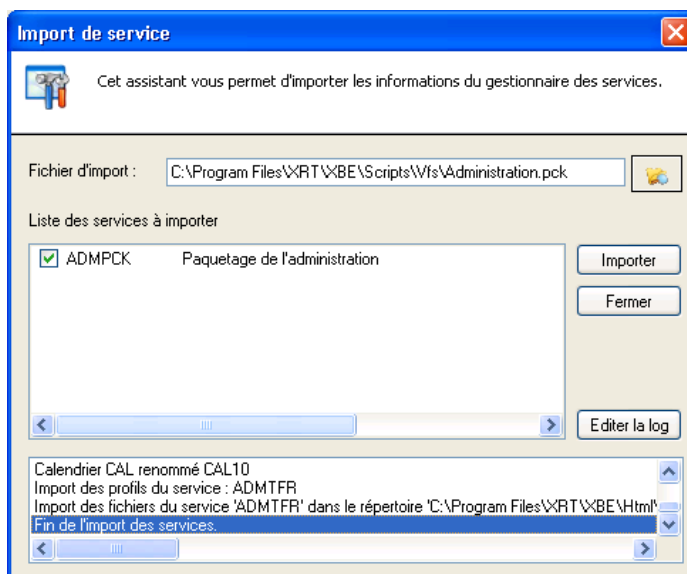 Import de service
Cet assistant vous permet d'importer les informations du gestionnaire des services.
Fichier d'import : C:\Program Files\XRT\XBE\Scripts\Vfs\Administration.pck
Liste des services à importer
ADMPCK Paquetage de l'administration
Importer
Fermer
Editer la log
Calendrier CAL renommé CAL10
Import des profils du service : ADMTFR
Import des fichiers du service 'ADMTFR' dans le répertoire 'C:\Program Files\XRT\XBE\Html\
Fin de l'import des services.